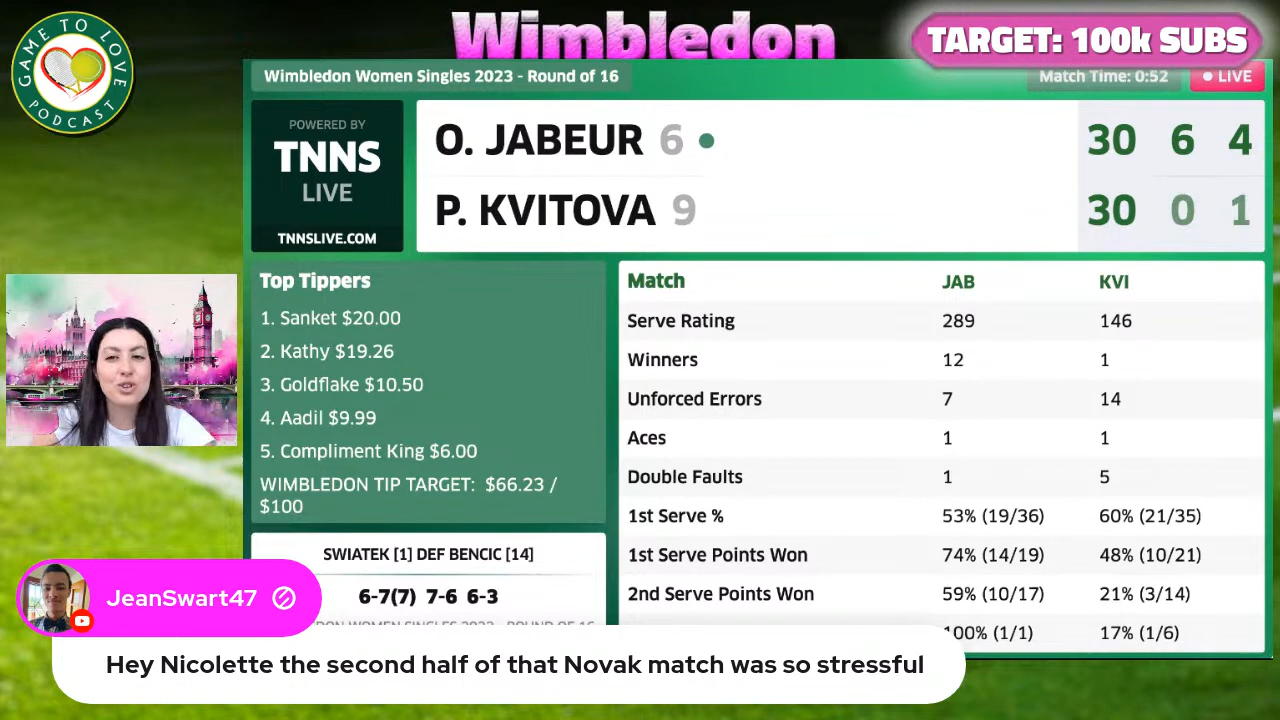 GAME TO LOVE
PODCAST
Wimbledon
TARGET: 100k SUBS
Wimbledon Women Singles 2023 - Round of 16
Match Time: 0:52
LIVE
POWERED BY
TNNS
LIVE
TNNSLIVE.COM
O. JABEUR 6 30 6 4
P. KVITOVA 9 30 0 1
Top Tippers
1. Sanket $20.00
2. Kathy $19.26
3. Goldflake $10.50
4. Aadil $9.99
5. Compliment King $6.00
WIMBLEDON TIP TARGET: $66.23 /
$100
SWIATEK [1] DEF BENCIC [14]
6-7(7) 7-6 6-3
DON WOMEN SINGLES 2023 - ROUND OF 16
Match JAB KVI
Serve Rating 289 146
Winners 12 1
Unforced Errors 7 14
Aces 1 1
Double Faults 1 5
1st Serve % 53% (19/36) 60% (21/35)
1st Serve Points Won 74% (14/19) 48% (10/21)
2nd Serve Points Won 59% (10/17) 21% (3/14)
100% (1/1) 17% (1/6)
JeanSwart47
Hey Nicolette the second half of that Novak match was so stressful